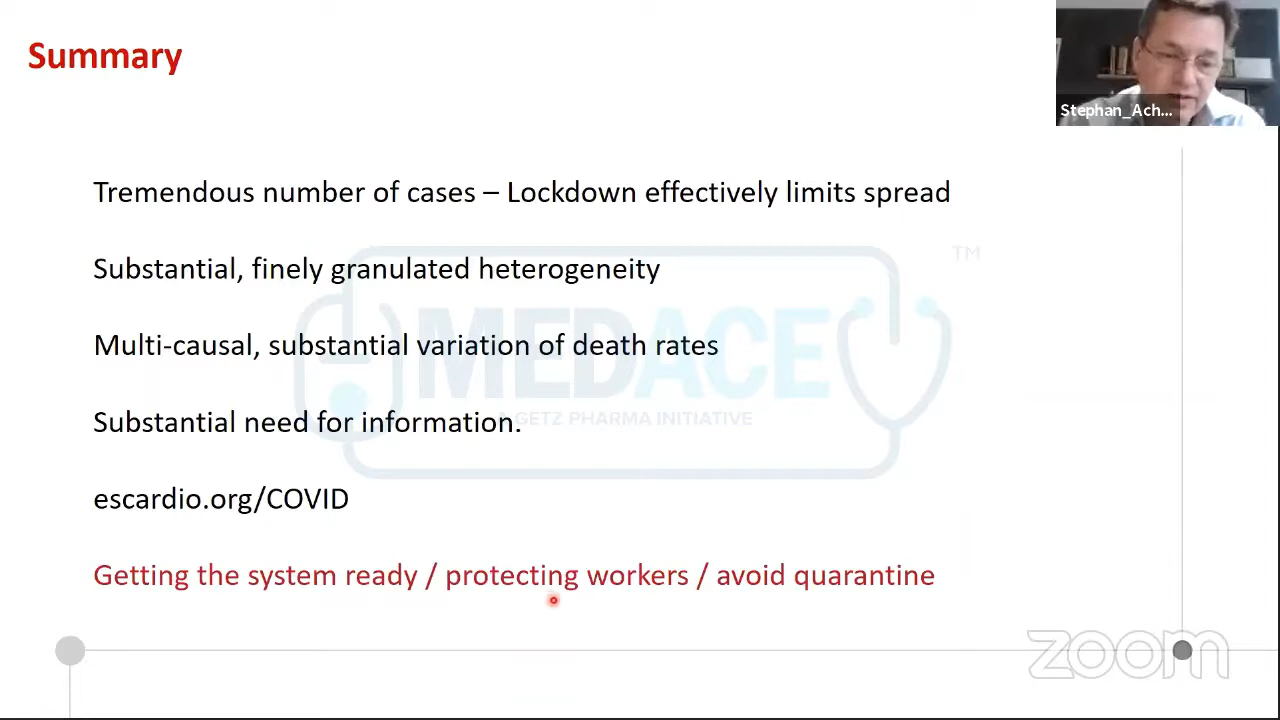 Summary
Stephan_Ach...
Tremendous number of cases – Lockdown effectively limits spread
Substantial, finely granulated heterogeneity
TM
Multi-causal, substantial variation of death rates
MEDACE
A GETZ PHARMA INITIATIVE
Substantial need for information.
escardio.org/COVID
Getting the system ready / protecting workers / avoid quarantine
zoom